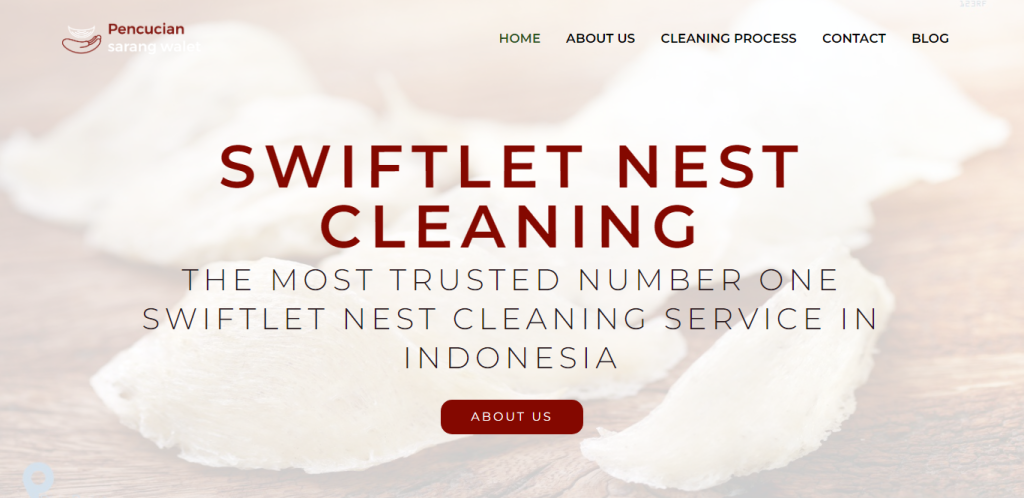 123RF
Pencucian
sarang walet
HOME ABOUT US CLEANING PROCESS CONTACT BLOG
SWIFTLET NEST
CLEANING
THE MOST TRUSTED NUMBER ONE
SWIFTLET NEST CLEANING SERVICE IN
INDONESIA
ABOUT US